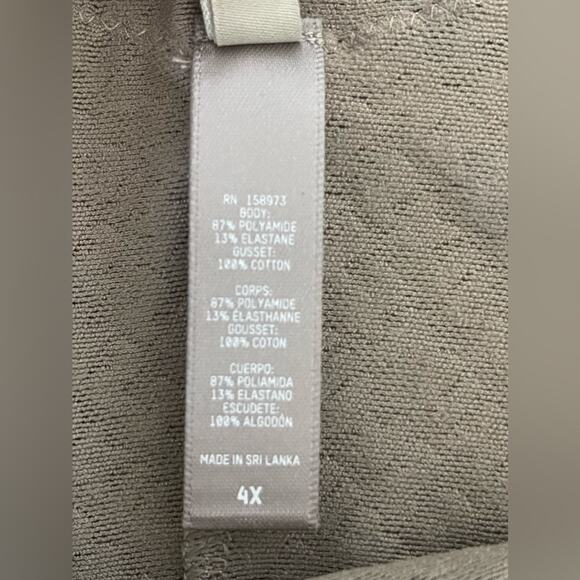 RN 158973
BODY:
87% POLYAMIDE
13% ELASTANE
GUSSET:
100% COTTON
CORPS:
87% POLYAMIDE
13% ÉLASTHANNE
GOUSSET:
100% COTON
CUERPO:
87% POLIAMIDA
13% ELASTANO
ESCUDETE:
100% ALGODÓN
MADE IN SRI LANKA
4X